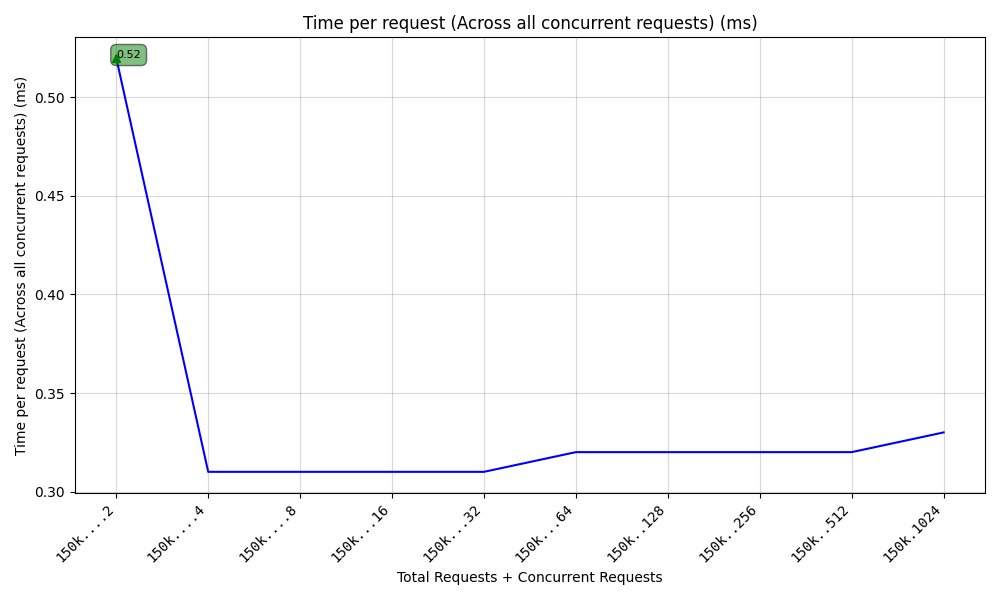 Time per request (Across all concurrent requests) (ms)
Time per request (Across all concurrent requests) (ms)
0.52
0.50
0.45
0.40
0.35
0.30
150k....2
150k....4
150k....8
150k...16
150k...32
150k...64
150k..128
150k..256
150k..512
150k.1024
Total Requests + Concurrent Requests